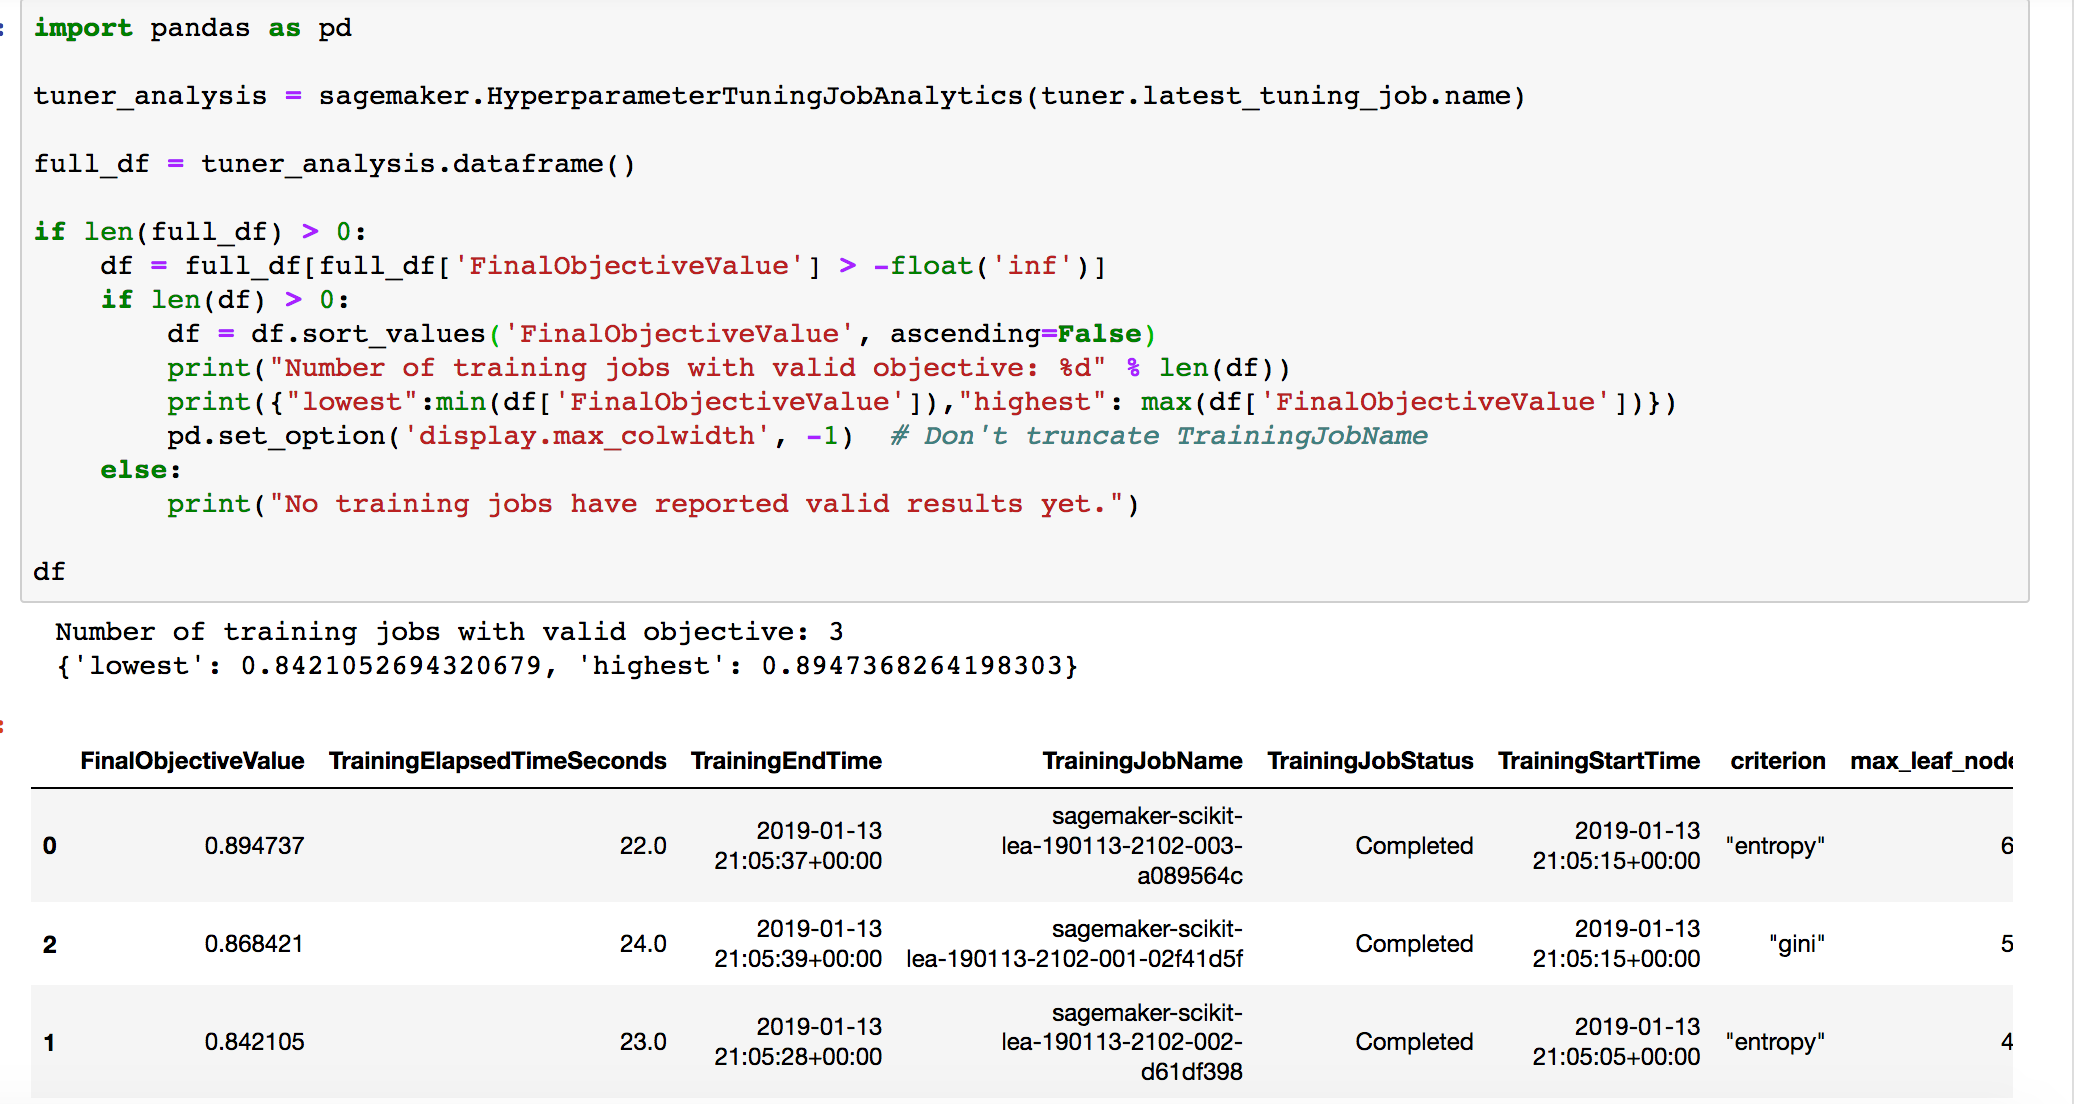 import pandas as pd
tuner_analysis = sagemaker.HyperparameterTuningJobAnalytics(tuner.latest_tuning_job.name)
full_df = tuner_analysis.dataframe()
if len(full_df) > 0:
    df = full_df[full_df['FinalObjectiveValue'] > -float('inf')]
    if len(df) > 0:
        df = df.sort_values('FinalObjectiveValue', ascending=False)
        print("Number of training jobs with valid objective: %d" % len(df))
        print({"lowest":min(df['FinalObjectiveValue']),"highest": max(df['FinalObjectiveValue'])})
        pd.set_option('display.max_colwidth', -1)  # Don't truncate TrainingJobName
    else:
        print("No training jobs have reported valid results yet.")
df
Number of training jobs with valid objective: 3
{'lowest': 0.8421052694320679, 'highest': 0.8947368264198303}
FinalObjectiveValue TrainingElapsedTimeSeconds TrainingEndTime TrainingJobName TrainingJobStatus TrainingStartTime criterion max_leaf_node
0 0.894737 22.0 2019-01-13 21:05:37+00:00 sagemaker-scikit-lea-190113-2102-003-a089564c Completed 2019-01-13 21:05:15+00:00 "entropy" 6
2 0.868421 24.0 2019-01-13 21:05:39+00:00 sagemaker-scikit-lea-190113-2102-001-02f41d5f Completed 2019-01-13 21:05:15+00:00 "gini" 5
1 0.842105 23.0 2019-01-13 21:05:28+00:00 sagemaker-scikit-lea-190113-2102-002-d61df398 Completed 2019-01-13 21:05:05+00:00 "entropy" 4